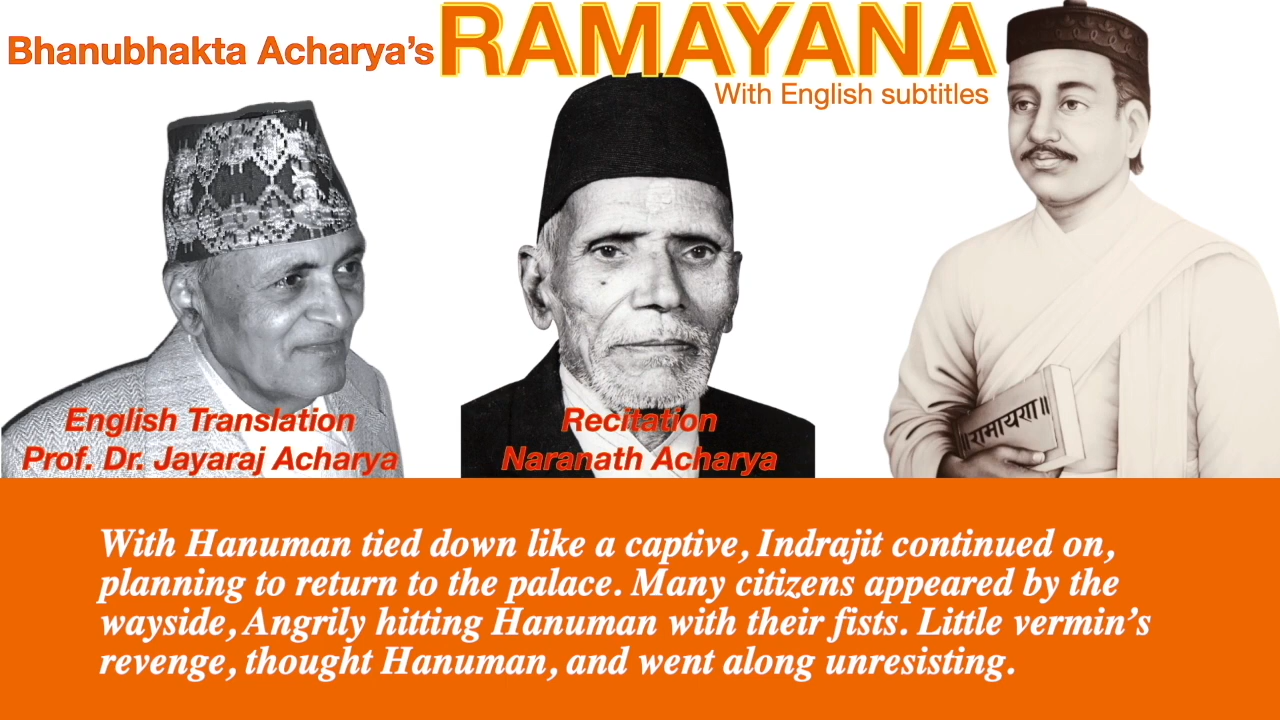 Bhanubhakta Acharya’s RAMAYANA
With English subtitles
॥रामायण॥
English Translation
Prof. Dr. Jayaraj Acharya
Recitation
Naranath Acharya
With Hanuman tied down like a captive, Indrajit continued on,
planning to return to the palace. Many citizens appeared by the
wayside, Angrily hitting Hanuman with their fists. Little vermin’s
revenge, thought Hanuman, and went along unresisting.